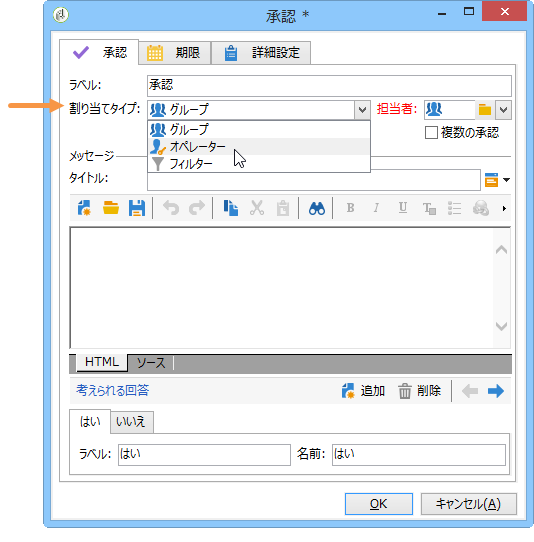 承認 *
承認 期限 詳細設定
ラベル: 承認
割り当てタイプ: グループ 担当者:
グループ 複数の承認
オペレーター
メッセージ
フィルター
タイトル:
B I U T
HTML ソース
考えられる回答 追加 削除
はい いいえ
ラベル: はい 名前: はい
OK キャンセル(A)